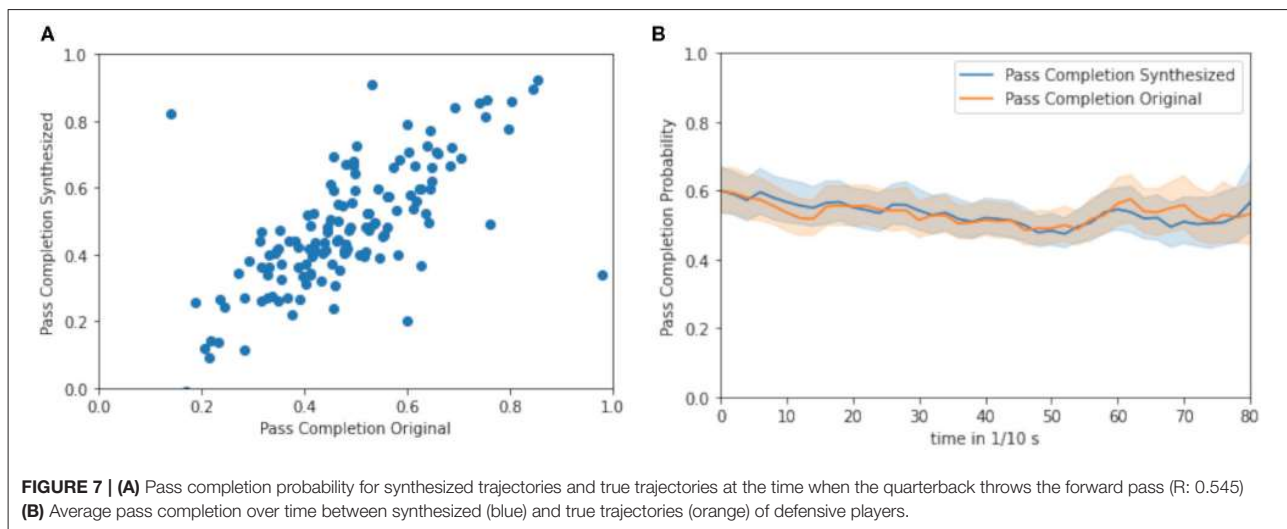 A
1.0
0.8
0.6
0.4
0.2
0.0
Pass Completion Synthesized
0.0 0.2 0.4 0.6 0.8 1.0
Pass Completion Original
B
1.0
0.8
0.6
0.4
0.2
0.0
Pass Completion Probability
Pass Completion Synthesized
Pass Completion Original
0 10 20 30 40 50 60 70 80
time in 1/10 s
FIGURE 7 | (A) Pass completion probability for synthesized trajectories and true trajectories at the time when the quarterback throws the forward pass (R: 0.545)
(B) Average pass completion over time between synthesized (blue) and true trajectories (orange) of defensive players.